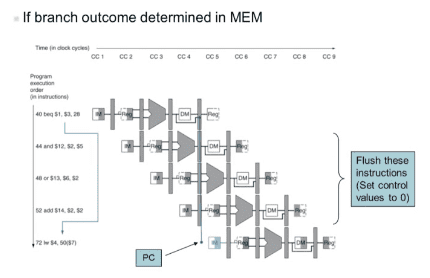 If branch outcome determined in MEM
Time (in clock cycles)
CC 1 CC 2 CC 3 CC 4 CC 5 CC 6 CC 7 CC 8 CC 9
Program
execution
order
(in instructions)
40 beq $1, $3, 28
IM Reg DM Reg
44 and $12, $2, $5
IM Reg DM Reg
48 or $13, $6, $2
IM Reg DM Reg
52 add $14, $2, $2
IM Reg DM Reg
72 lw $4, 50($7)
IM Reg DM Reg
Flush these
instructions
(Set control
values to 0)
PC